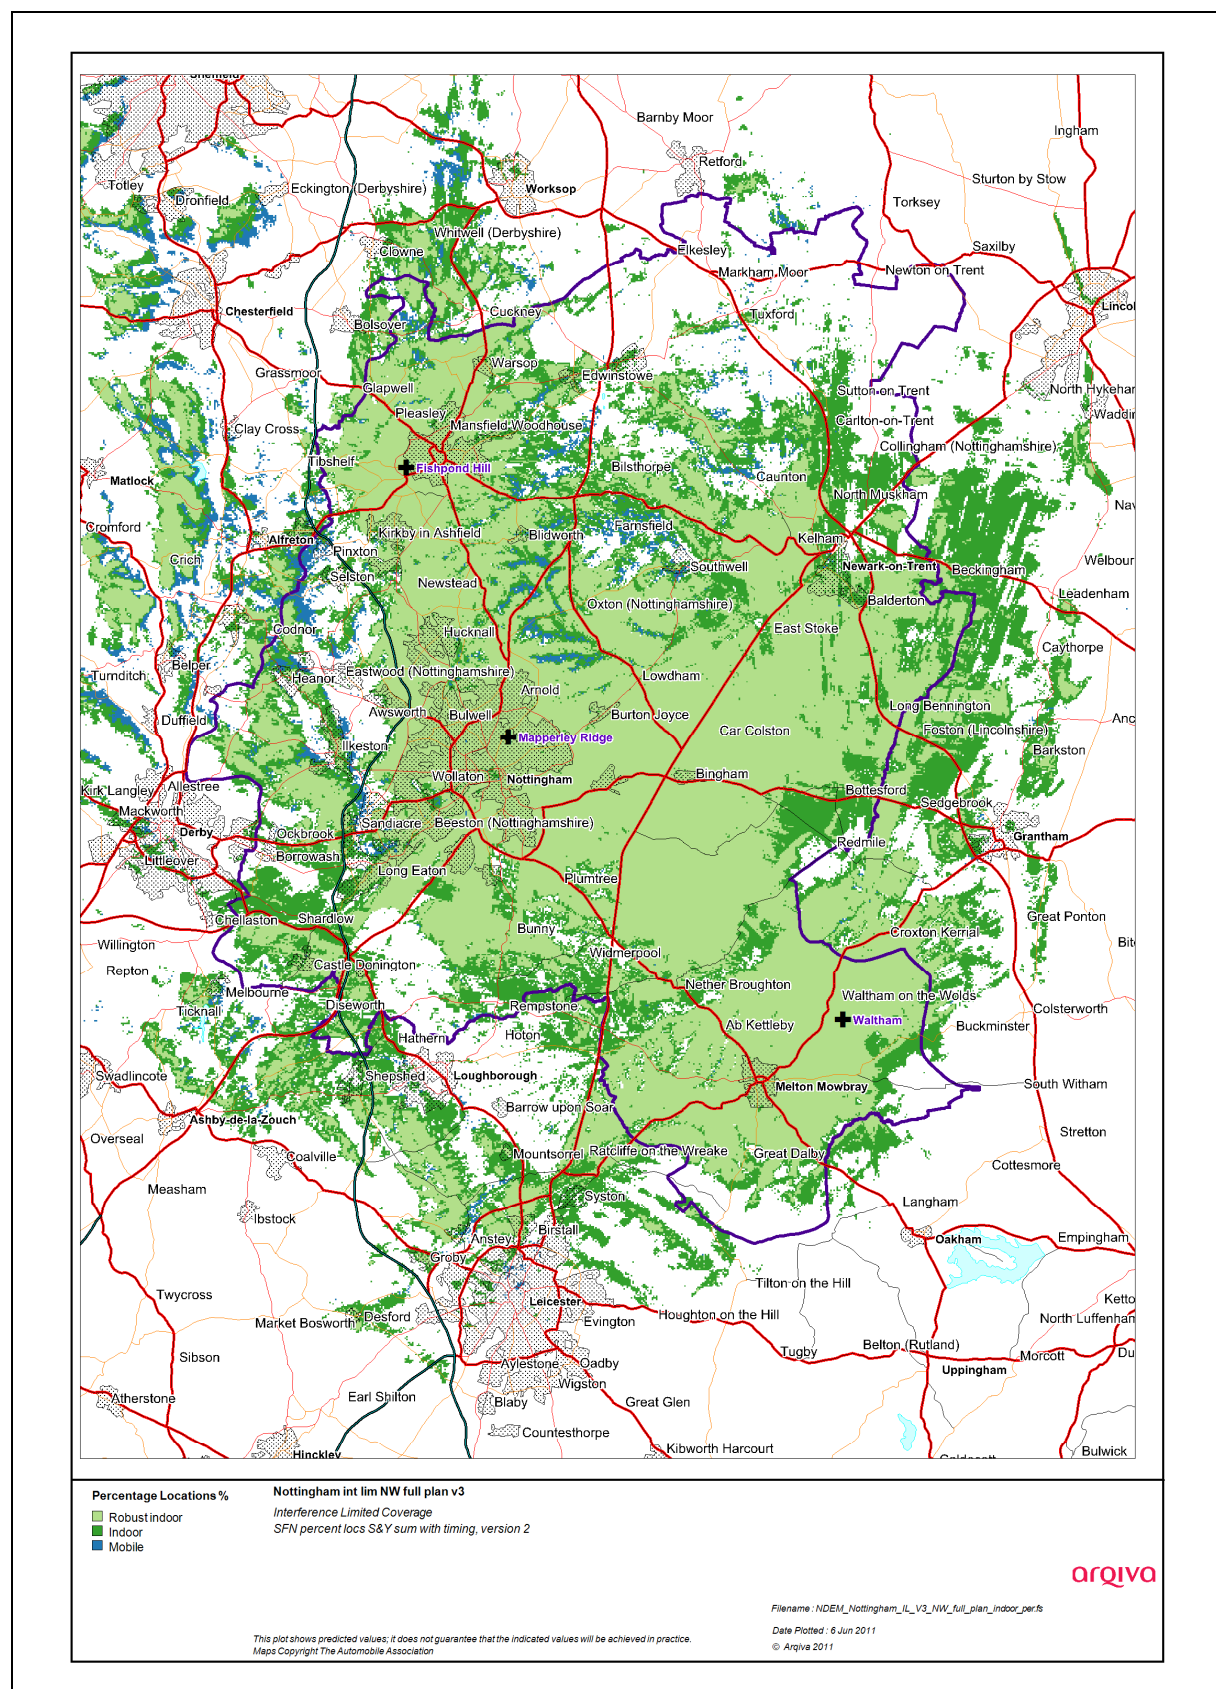 Sheffield
Barnby Moor
Ingham
Retford
Totley
Eckington (Derbyshire)
Worksop
Sturton by Stow
Dronfield
Torksey
Whitwell (Derbyshire)
Saxilby
Clowne
Elkesley
Markham Moor
Newton on Trent
Chesterfield
Cuckney
Tuxford
Lincol
Bolsover
Warsop
Grassmoor
Edwinstowe
Glapwell
Sutton-on-Trent
North Hykeham
Pleasley
Waddin
Clay Cross
Mansfield Woodhouse
Carlton-on-Trent
Collingham (Nottinghamshire)
Tibshelf
Fishpond Hill
Bilsthorpe
Matlock
Caunton
North Muskham
Nav
Cromford
Farnsfield
Alfreton
Kirkby in Ashfield
Blidworth
Kelham
Crich
Pinxton
Southwell
Newark-on-Trent
Beckingham
Welbour
Selston
Newstead
Leadenham
Oxton (Nottinghamshire)
Balderton
Codnor
Hucknall
East Stoke
Caythorpe
Belper
Turnditch
Heanor
Eastwood (Nottinghamshire)
Lowdham
Arnold
Duffield
Awsworth
Bulwell
Burton Joyce
Long Bennington
Anc
Car Colston
Foston (Lincolnshire)
Ilkeston
Mapperley Ridge
Barkston
Wollaton
Nottingham
Bingham
Kirk Langley
Allestree
Bottesford
Mackworth
Sedgebrook
Derby
Ockbrook
Sandiacre
Beeston (Nottinghamshire)
Grantham
Redmile
Littleover
Borrowash
Long Eaton
Plumtree
Chellaston
Shardlow
Great Ponton
Bunny
Croxton Kerrial
Willington
Widmerpool
Bit
Repton
Castle Donington
Nether Broughton
Melbourne
Waltham on the Wolds
Ticknall
Diseworth
Rempstone
Colsterworth
Waltham
Ab Kettleby
Buckminster
Hathern
Hoton
Swadlincote
Shepshed
Loughborough
Melton Mowbray
South Witham
Barrow upon Soar
Ashby-de-la-Zouch
Stretton
Overseal
Coalville
Mountsorrel
Ratcliffe on the Wreake
Great Dalby
Cottesmore
Measham
Syston
Langham
Ibstock
Birstall
Anstey
Oakham
Empingham
Groby
Tilton on the Hill
Twycross
Leicester
Ketto
Market Bosworth
Desford
Evington
Houghton on the Hill
North Luffenham
Sibson
Tugby
Belton (Rutland)
Morcott
Du
Aylestone
Oadby
Uppingham
Wigston
Atherstone
Earl Shilton
Blaby
Great Glen
Countesthorpe
Hinckley
Kibworth Harcourt
Bulwick
Percentage Locations %
Robust indoor
Indoor
Mobile
Nottingham int lim NW full plan v3
Interference Limited Coverage
SFN percent locs S&Y sum with timing, version 2
arqiva
Filename : NDEM_Nottingham_IL_V3_NW_full_plan_indoor_per.fs
Date Plotted : 6 Jun 2011
© Arqiva 2011
This plot shows predicted values; it does not guarantee that the indicated values will be achieved in practice.
Maps Copyright The Automobile Association